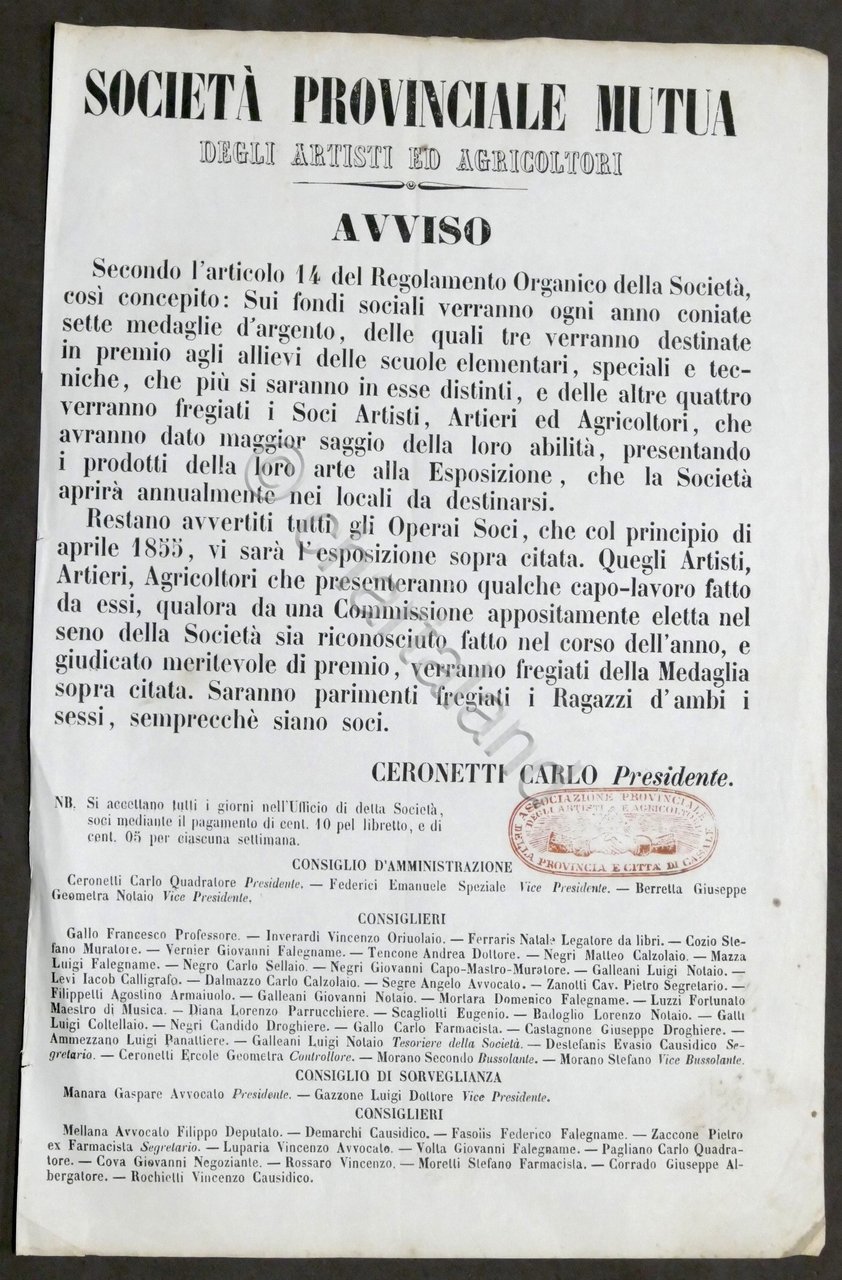 SOCIETÀ PROVINCIALE MUTUA
DEGLI ARTISTI ED AGRICOLTORI
AVVISO
Secondo l'articolo 14 del Regolamento Organico della Società,
così concepito: Sui fondi sociali verranno ogni anno coniate
sette medaglie d'argento, delle quali tre verranno destinate
in premio agli allievi delle scuole elementari, speciali e tec-
niche, che più si saranno in esse distinti, e delle altre quattro
verranno fregiati i Soci Artisti, Artieri ed Agricoltori, che
avranno dato maggior saggio della loro abilità, presentando
i prodotti della loro arte alla Esposizione, che la Società
aprirà annualmente nei locali da destinarsi.
Restano avvertiti tutti gli Operai Soci, che col principio di
aprile 1855, vi sarà l'esposizione sopra citata. Quegli Artisti,
Artieri, Agricoltori che presenteranno qualche capo-lavoro fatto
da essi, qualora da una Commissione appositamente eletta nel
seno della Società sia riconosciuto fatto nel corso dell'anno, e
giudicato meritevole di premio, verranno fregiati della Medaglia
sopra citata. Saranno parimenti fregiati i Ragazzi d'ambi i
sessi, semprecchè siano soci.
CERONETTI CARLO Presidente.
NB. Si accettano tutti i giorni nell'Ufficio di detta Società,
soci mediante il pagamento di cent. 10 pel libretto, e di
cent. 05 per ciascuna settimana.
ASSOCIAZIONE PROVINCIALE
DEGLI ARTISTI E AGRICOLTORI
DELLA PROVINCIA E CITTÀ DI CASALE
CONSIGLIO D'AMMINISTRAZIONE
Ceronetti Carlo Quadratore Presidente. — Federici Emanuele Speziale Vice Presidente. — Berretta Giuseppe
Geometra Notaio Vice Presidente.
CONSIGLIERI
Gallo Francesco Professore. — Inverardi Vincenzo Oriuolaio. — Ferraris Natale Legatore da libri. — Cozio Ste-
fano Muratore. — Vernier Giovanni Falegname. — Tencone Andrea Dottore. — Negri Matteo Calzolaio. — Mazza
Luigi Falegname. — Negro Carlo Sellaio. — Negri Giovanni Capo-Mastro-Muratore. — Galleani Luigi Notaio. —
Levi Iacob Calligrafo. — Dalmazzo Carlo Calzolaio. — Segre Angelo Avvocato. — Zanotti Cav. Pietro Segretario. —
Filippetti Agostino Armaiuolo. — Galleani Giovanni Notaio. — Mortara Domenico Falegname. — Luzzi Fortunato
Maestro di Musica. — Diana Lorenzo Parrucchiere. — Scagliotti Eugenio. — Badoglio Lorenzo Notaio. — Gatti
Luigi Coltellaio. — Negri Candido Droghiere. — Gallo Carlo Farmacista. — Castagnone Giuseppe Droghiere. —
Ammezzano Luigi Panattiere. — Galleani Luigi Notaio Tesoriere della Società. — Destefanis Evasio Causidico Se-
gretario. — Ceronetti Ercole Geometra Controllore. — Morano Secondo Bussolante. — Morano Stefano Vice Bussolante.
CONSIGLIO DI SORVEGLIANZA
Manara Gaspare Avvocato Presidente. — Gazzone Luigi Dottore Vice Presidente.
CONSIGLIERI
Mellana Avvocato Filippo Deputato. — Demarchi Causidico. — Fasolis Federico Falegname. — Zaccone Pietro
ex Farmacista Segretario. — Luparia Vincenzo Avvocato. — Volta Giovanni Falegname. — Pagliano Carlo Quadra-
tore. — Cova Giovanni Negoziante. — Rossaro Vincenzo. — Moretti Stefano Farmacista. — Corrado Giuseppe Al-
bergatore. — Rochietti Vincenzo Causidico.